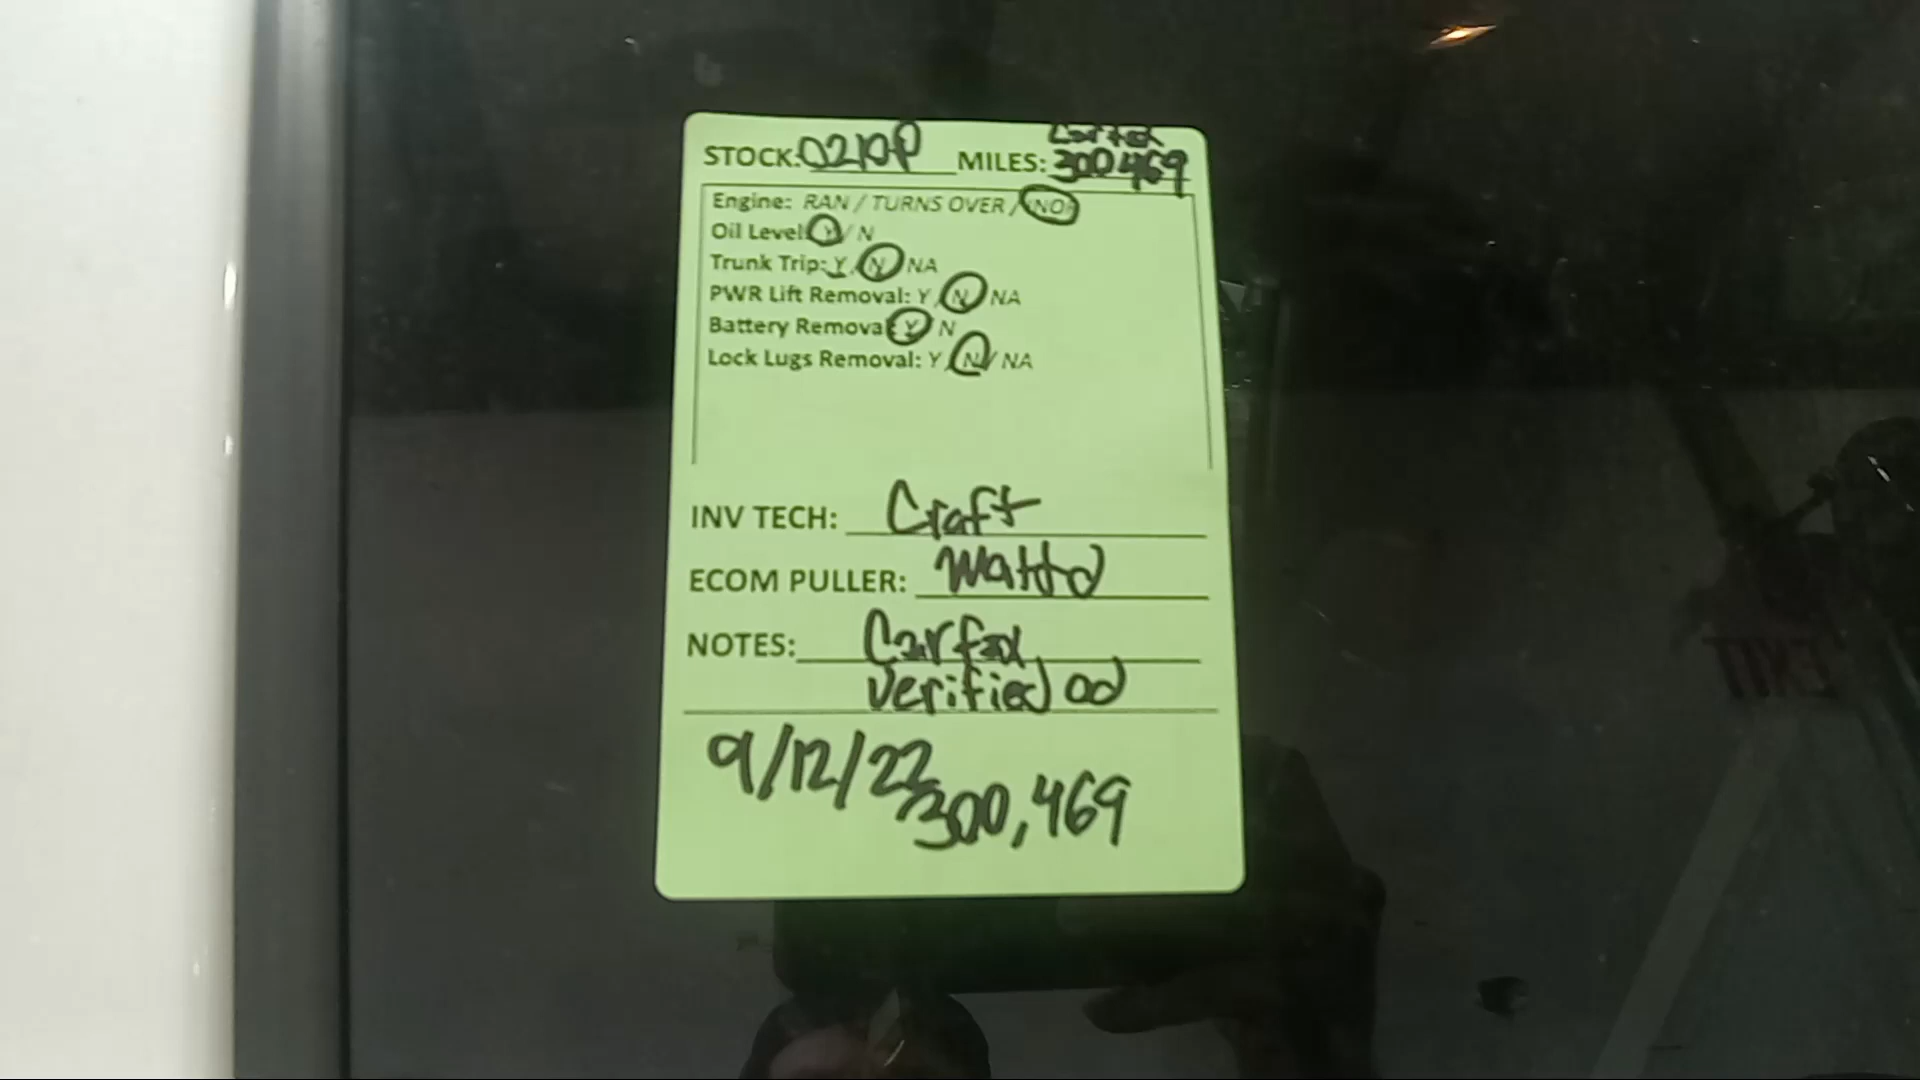 Carfax
STOCK: 0210P MILES: 300469
Engine: RAN / TURNS OVER / NO
Oil Level: Y / N
Trunk Trip: Y / N / NA
PWR Lift Removal: Y / N / NA
Battery Removal: Y / N
Lock Lugs Removal: Y / N / NA
INV TECH: Craft
ECOM PULLER:
NOTES: Carfax
Verified od
9/12/22
300,469
EXIT